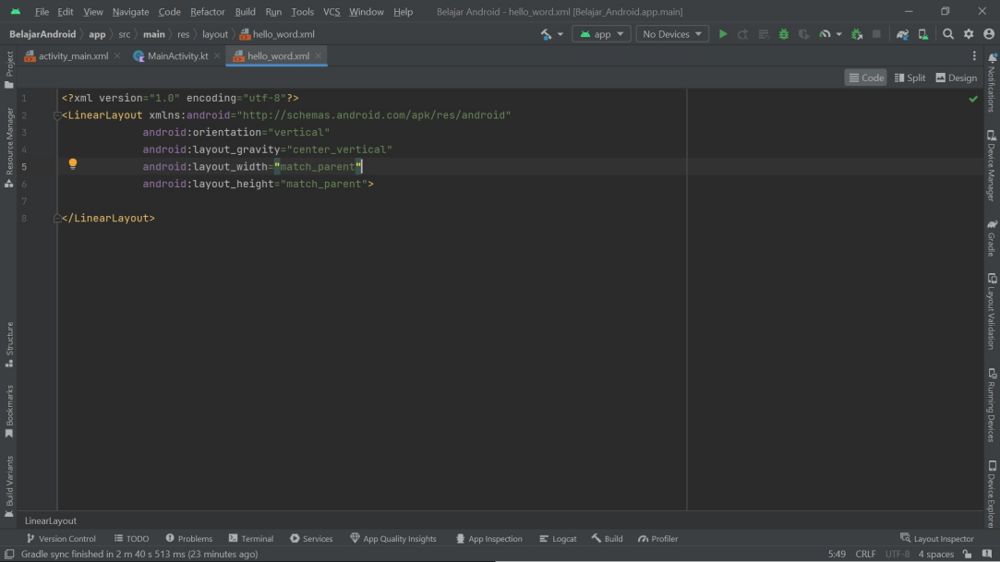 File Edit View Navigate Code Refactor Build Run Tools VCS Window Help Belajar Android - hello_word.xml [Belajar_Android.app.main]
BelajarAndroid app src main res layout hello_word.xml app No Devices
activity_main.xml MainActivity.kt hello_word.xml
Code Split Design
1 <?xml version="1.0" encoding="utf-8"?>
2 <LinearLayout xmlns:android="http://schemas.android.com/apk/res/android"
3 android:orientation="vertical"
4 android:layout_gravity="center_vertical"
5 android:layout_width="match_parent"
6 android:layout_height="match_parent">
7
8 </LinearLayout>
Project
Resource Manager
Structure
Bookmarks
Build Variants
Notifications
Device Manager
Gradle
Layout Validation
Running Devices
Device Explorer
LinearLayout
Version Control TODO Problems Terminal Services App Quality Insights App Inspection Logcat Build Profiler Layout Inspector
Gradle sync finished in 2 m 40 s 513 ms (23 minutes ago) 5:49 CRLF UTF-8 4 spaces